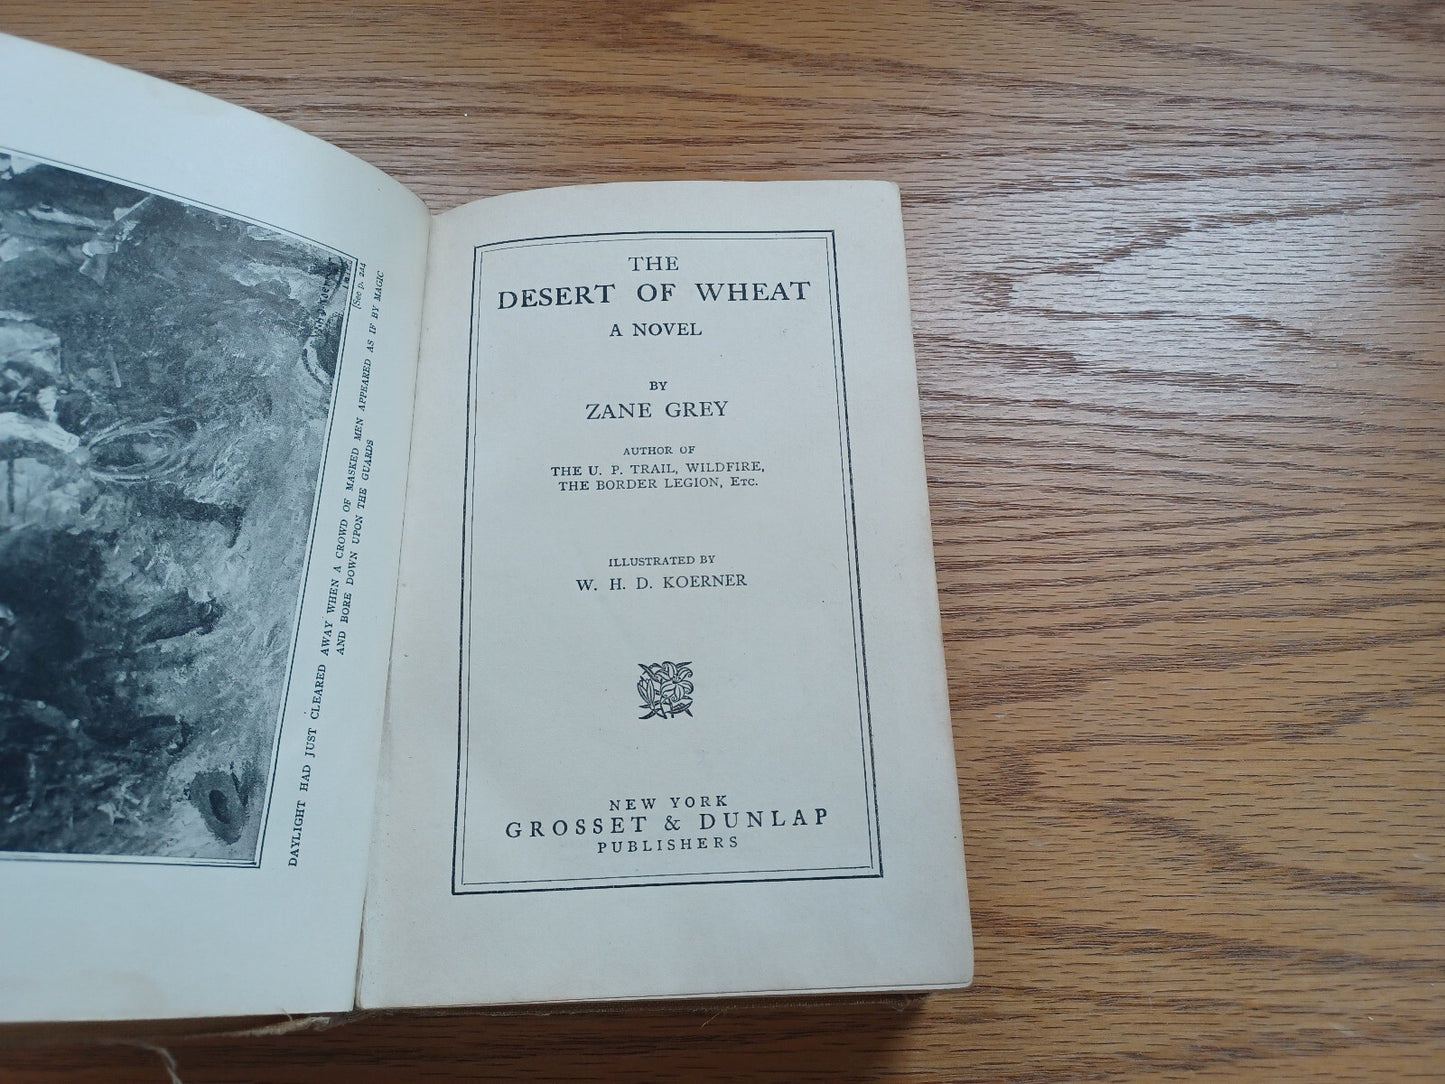 DAYLIGHT HAD JUST CLEARED AWAY WHEN A CROWD OF MASKED MEN APPEARED AS IF BY MAGIC
AND BORE DOWN UPON THE GUARDS
[See p. 244
THE
DESERT OF WHEAT
A NOVEL
BY
ZANE GREY
AUTHOR OF
THE U. P. TRAIL, WILDFIRE,
THE BORDER LEGION, ETC.
ILLUSTRATED BY
W. H. D. KOERNER
NEW YORK
GROSSET & DUNLAP
PUBLISHERS